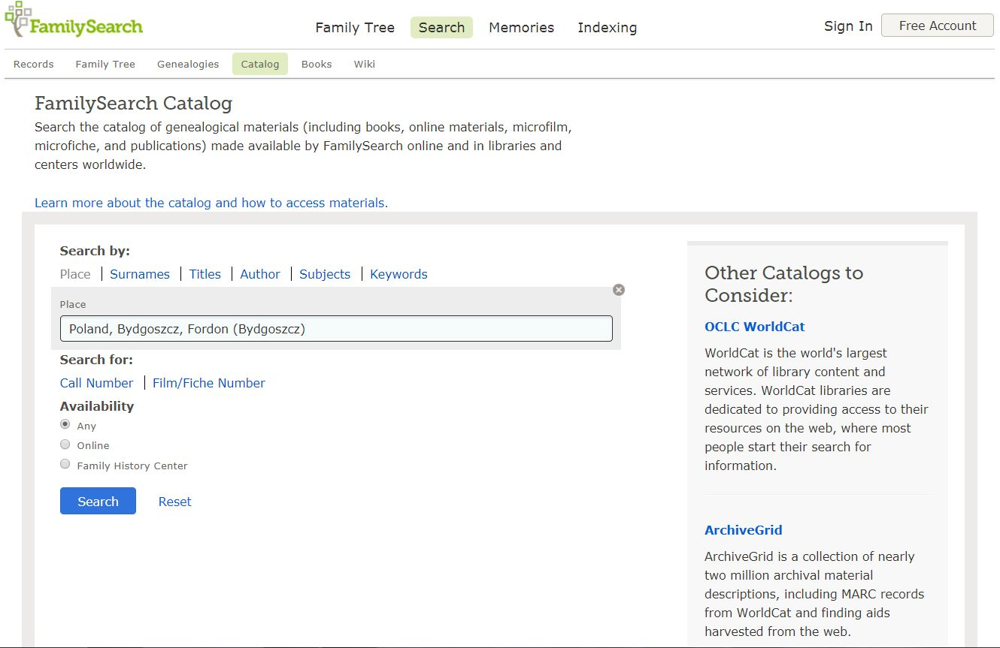 FamilySearch
Family Tree Search Memories Indexing
Sign In Free Account
Records Family Tree Genealogies Catalog Books Wiki
FamilySearch Catalog
Search the catalog of genealogical materials (including books, online materials, microfilm,
microfiche, and publications) made available by FamilySearch online and in libraries and
centers worldwide.
Learn more about the catalog and how to access materials.
Search by:
Place Surnames Titles Author Subjects Keywords
Place
Poland, Bydgoszcz, Fordon (Bydgoszcz)
Search for:
Call Number Film/Fiche Number
Availability
Any
Online
Family History Center
Search Reset
Other Catalogs to
Consider:
OCLC WorldCat
WorldCat is the world's largest
network of library content and
services. WorldCat libraries are
dedicated to providing access to their
resources on the web, where most
people start their search for
information.
ArchiveGrid
ArchiveGrid is a collection of nearly
two million archival material
descriptions, including MARC records
from WorldCat and finding aids
harvested from the web.